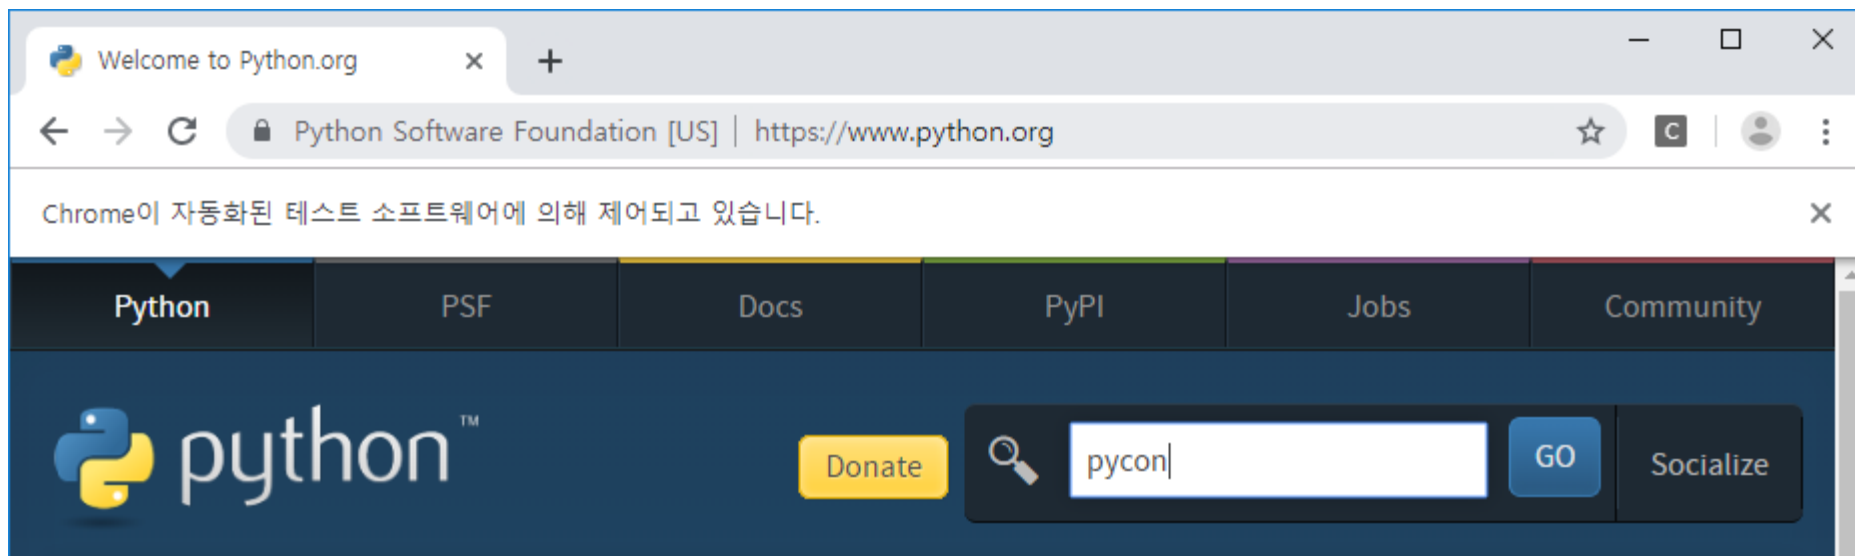 Welcome to Python.org
Python Software Foundation [US] | https://www.python.org
C
Chrome이 자동화된 테스트 소프트웨어에 의해 제어되고 있습니다.
Python PSF Docs PyPI Jobs Community
python™ Donate pycon GO Socialize